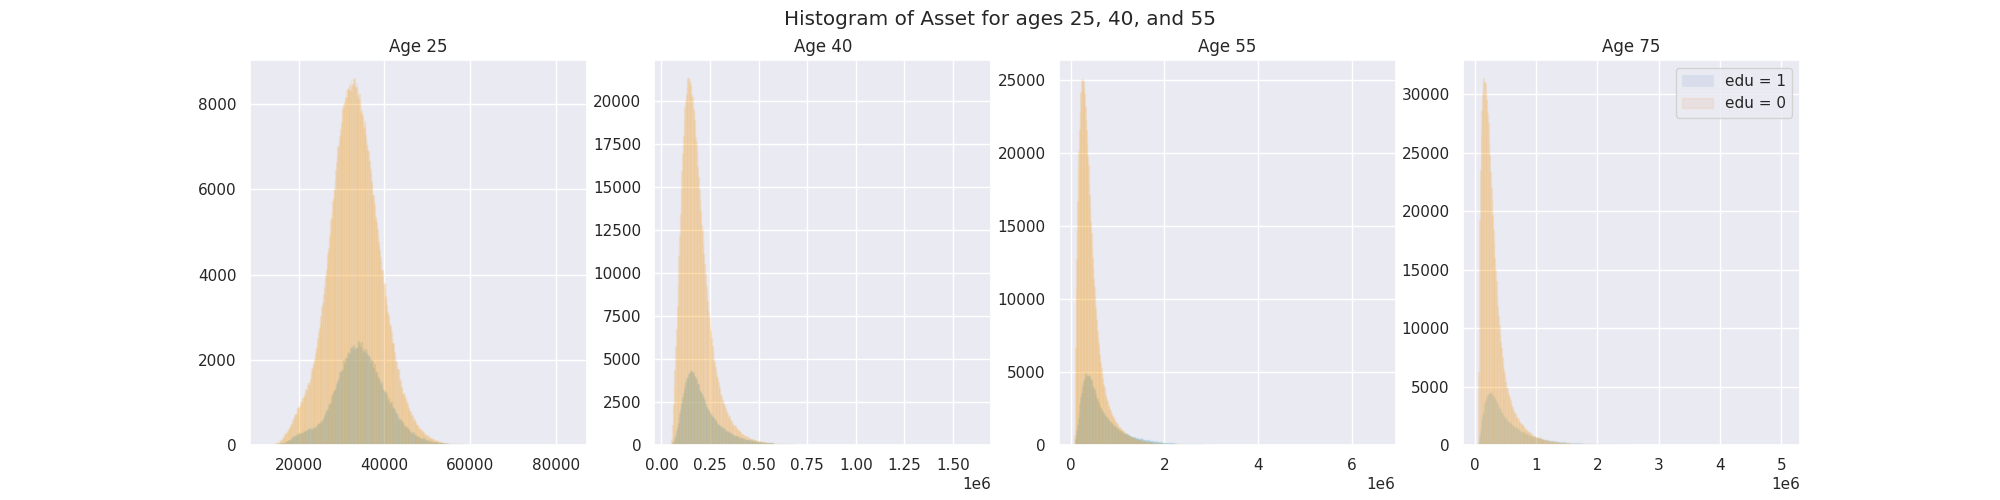 Histogram of Asset for ages 25, 40, and 55
Age 25
8000
6000
4000
2000
0
20000 40000 60000 80000
Age 40
20000
17500
15000
12500
10000
7500
5000
2500
0
0.00 0.25 0.50 0.75 1.00 1.25 1.50
1e6
Age 55
25000
20000
15000
10000
5000
0
0 2 4 6
1e6
Age 75
edu = 1
edu = 0
30000
25000
20000
15000
10000
5000
0
0 1 2 3 4 5
1e6